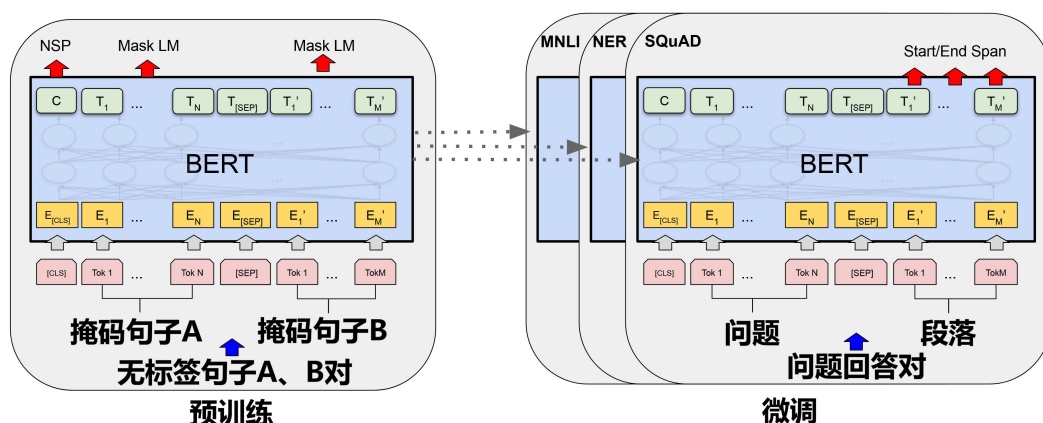 NSP Mask LM Mask LM
C T1 ... TN T[SEP] T1' ... TM'
...
...
BERT
E[CLS] E1 ... EN E[SEP] E1' ... EM'
[CLS] Tok 1 ... Tok N [SEP] Tok 1 ... TokM
掩码句子A 掩码句子B
无标签句子A、B对
预训练
MNLI NER SQuAD
Start/End Span
C T1 ... TN T[SEP] T1' ... TM'
...
...
BERT
E[CLS] E1 ... EN E[SEP] E1' ... EM'
[CLS] Tok 1 ... Tok N [SEP] Tok 1 ... TokM
问题 段落
问题回答对
微调